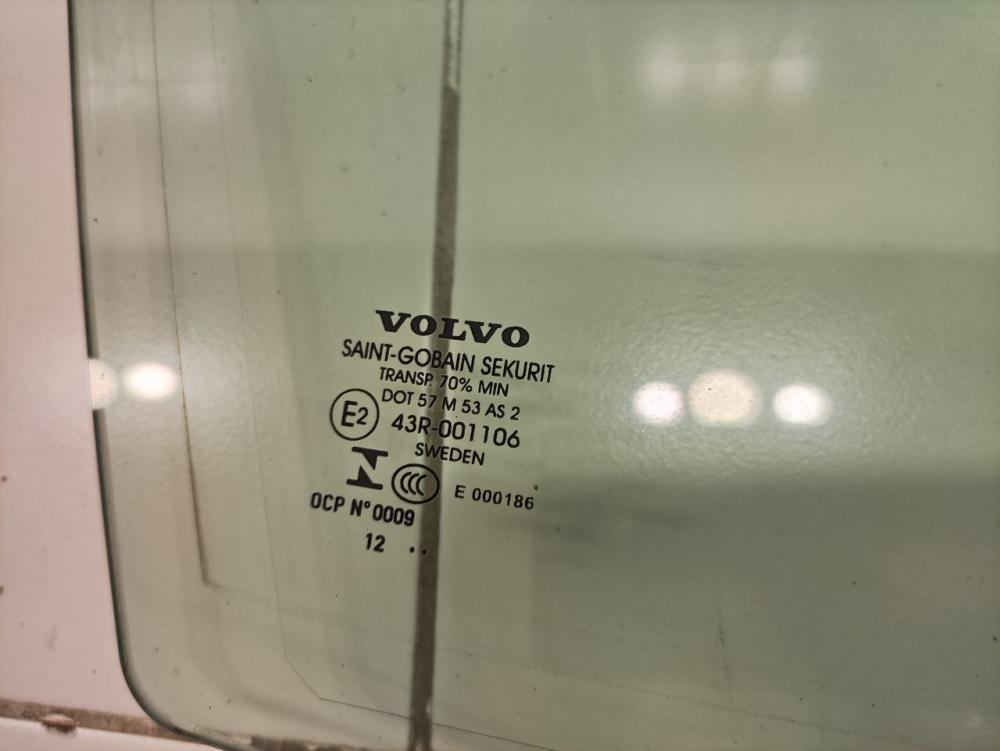 VOLVO
SAINT-GOBAIN SEKURIT
TRANSP. 70% MIN
DOT 57 M 53 AS 2
E2 43R-001106
SWEDEN
CCC E 000186
OCP N° 0009
12 ..